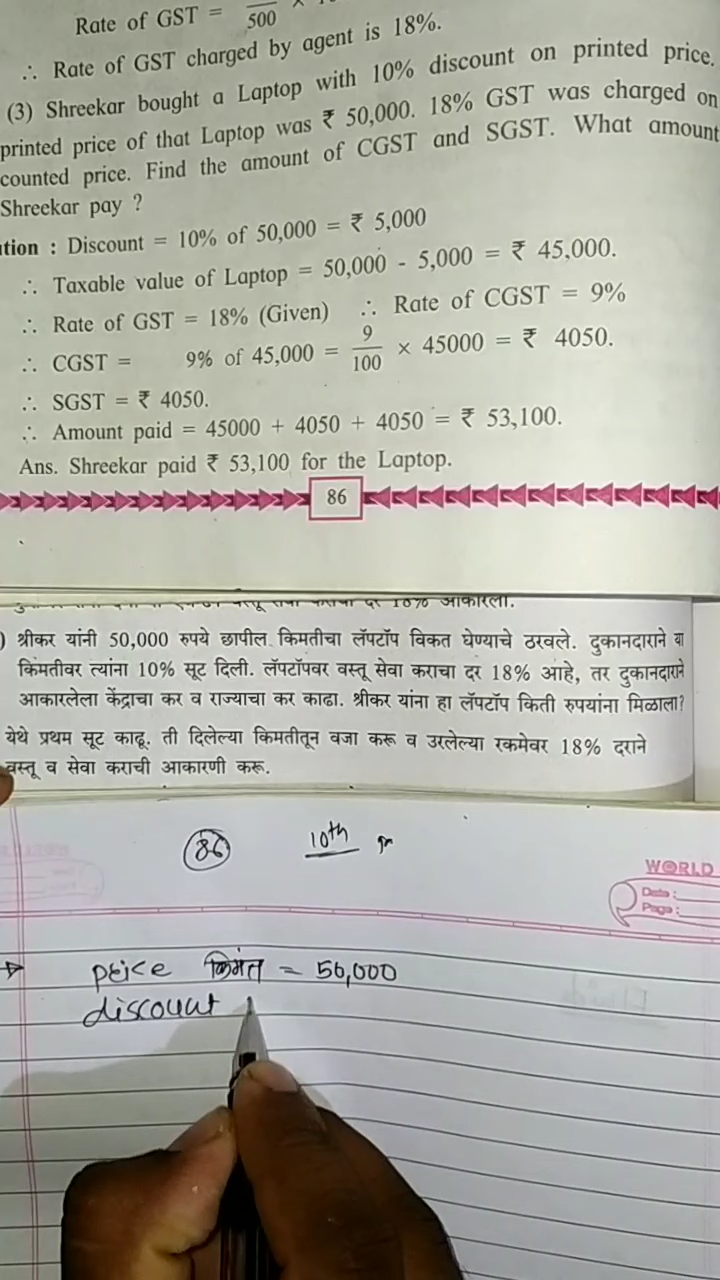 Rate of GST = 500 ×
∴ Rate of GST charged by agent is 18%.
(3) Shreekar bought a Laptop with 10% discount on printed price.
printed price of that Laptop was ₹ 50,000. 18% GST was charged on
counted price. Find the amount of CGST and SGST. What amount
Shreekar pay ?
tion : Discount = 10% of 50,000 = ₹ 5,000
∴ Taxable value of Laptop = 50,000 - 5,000 = ₹ 45,000.
∴ Rate of GST = 18% (Given) ∴ Rate of CGST = 9%
∴ CGST = 9% of 45,000 = 9/100 × 45000 = ₹ 4050.
∴ SGST = ₹ 4050.
∴ Amount paid = 45000 + 4050 + 4050 = ₹ 53,100.
Ans. Shreekar paid ₹ 53,100 for the Laptop.
86
18% आकारला.
) श्रीकर यांनी 50,000 रुपये छापील किमतीचा लॅपटॉप विकत घेण्याचे ठरवले. दुकानदाराने या
किमतीवर त्यांना 10% सूट दिली. लॅपटॉपवर वस्तू सेवा कराचा दर 18% आहे, तर दुकानदाराने
आकारलेला केंद्राचा कर व राज्याचा कर काढा. श्रीकर यांना हा लॅपटॉप किती रुपयांना मिळाला?
येथे प्रथम सूट काढू. ती दिलेल्या किमतीतून वजा करू व उरलेल्या रकमेवर 18% दराने
वस्तू व सेवा कराची आकारणी करू.
86 10th
WORLD
Date :
Page :
price किमंत = 50,000
discount